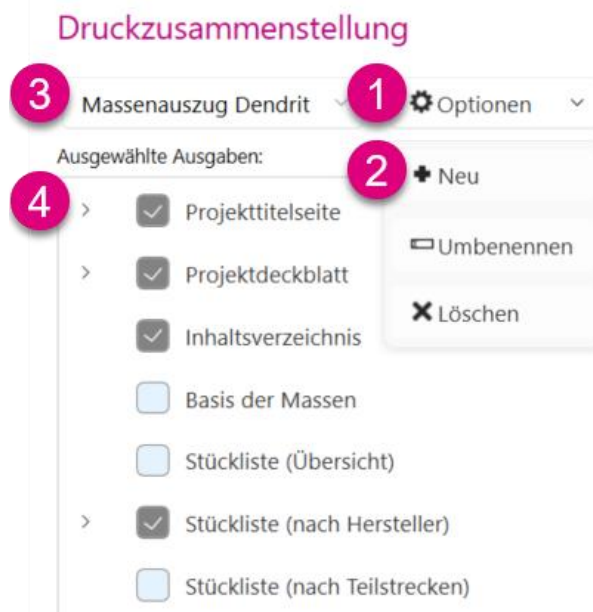 Druckzusammenstellung
3 Massenauszug Dendrit 1 Optionen
Ausgewählte Ausgaben:
2 Neu
4 Projekttitelseite
Umbenennen
Projektdeckblatt
Löschen
Inhaltsverzeichnis
Basis der Massen
Stückliste (Übersicht)
Stückliste (nach Hersteller)
Stückliste (nach Teilstrecken)